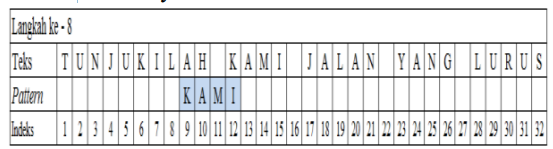 Langkah ke - 8
Teks T U N J U K I L A H K A M I J A L A N Y A N G L U R U S
Pattern K A M I
Indeks 1 2 3 4 5 6 7 8 9 10 11 12 13 14 15 16 17 18 19 20 21 22 23 24 25 26 27 28 29 30 31 32